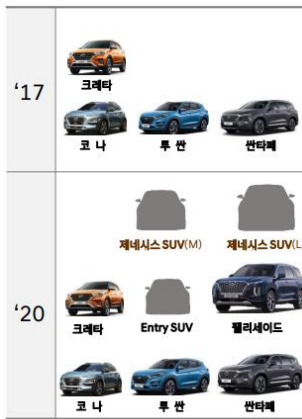 ‘17
크레타
코 나
투 싼
싼타페
‘20
제네시스 SUV(M)
제네시스 SUV(L
크레타
Entry SUV
팰리세이드
코 나
투 싼
싼타페